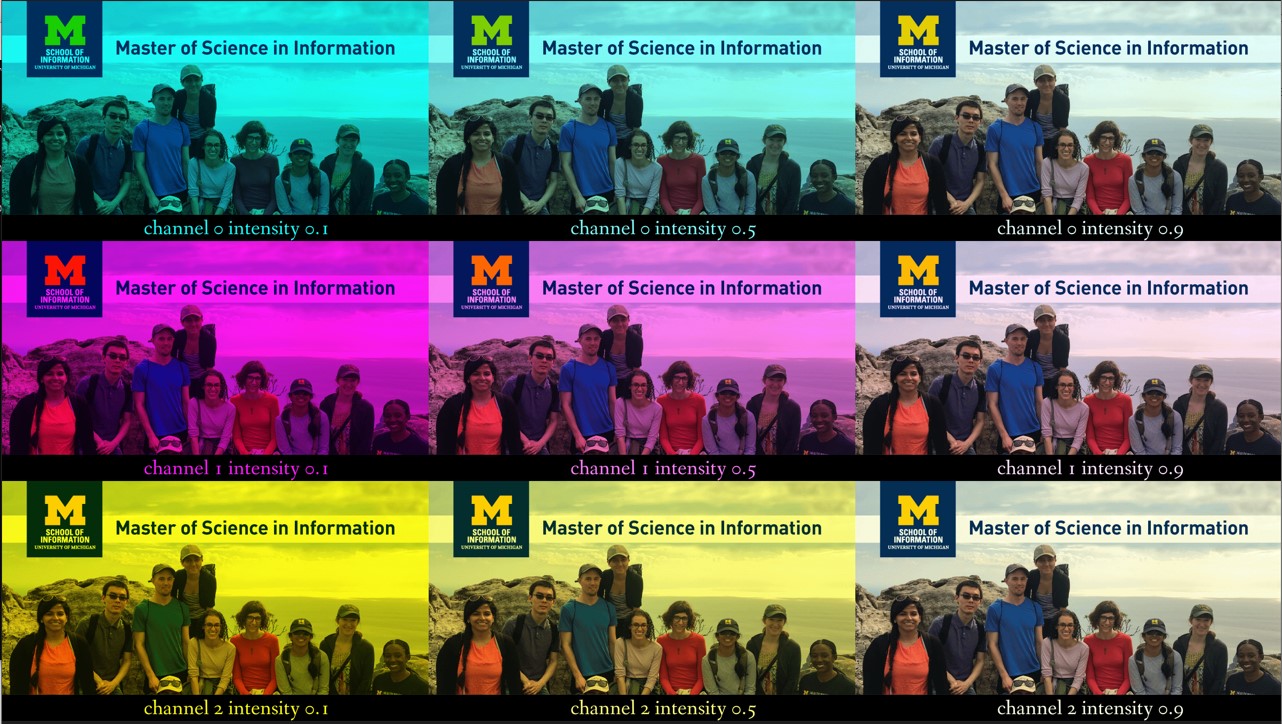 M
SCHOOL OF
INFORMATION
UNIVERSITY OF MICHIGAN
Master of Science in Information
channel 0 intensity 0.1
M
SCHOOL OF
INFORMATION
UNIVERSITY OF MICHIGAN
Master of Science in Information
channel 0 intensity 0.5
M
SCHOOL OF
INFORMATION
UNIVERSITY OF MICHIGAN
Master of Science in Information
channel 0 intensity 0.9
M
SCHOOL OF
INFORMATION
UNIVERSITY OF MICHIGAN
Master of Science in Information
channel 1 intensity 0.1
M
SCHOOL OF
INFORMATION
UNIVERSITY OF MICHIGAN
Master of Science in Information
channel 1 intensity 0.5
M
SCHOOL OF
INFORMATION
UNIVERSITY OF MICHIGAN
Master of Science in Information
channel 1 intensity 0.9
M
SCHOOL OF
INFORMATION
UNIVERSITY OF MICHIGAN
Master of Science in Information
channel 2 intensity 0.1
M
SCHOOL OF
INFORMATION
UNIVERSITY OF MICHIGAN
Master of Science in Information
channel 2 intensity 0.5
M
SCHOOL OF
INFORMATION
UNIVERSITY OF MICHIGAN
Master of Science in Information
channel 2 intensity 0.9